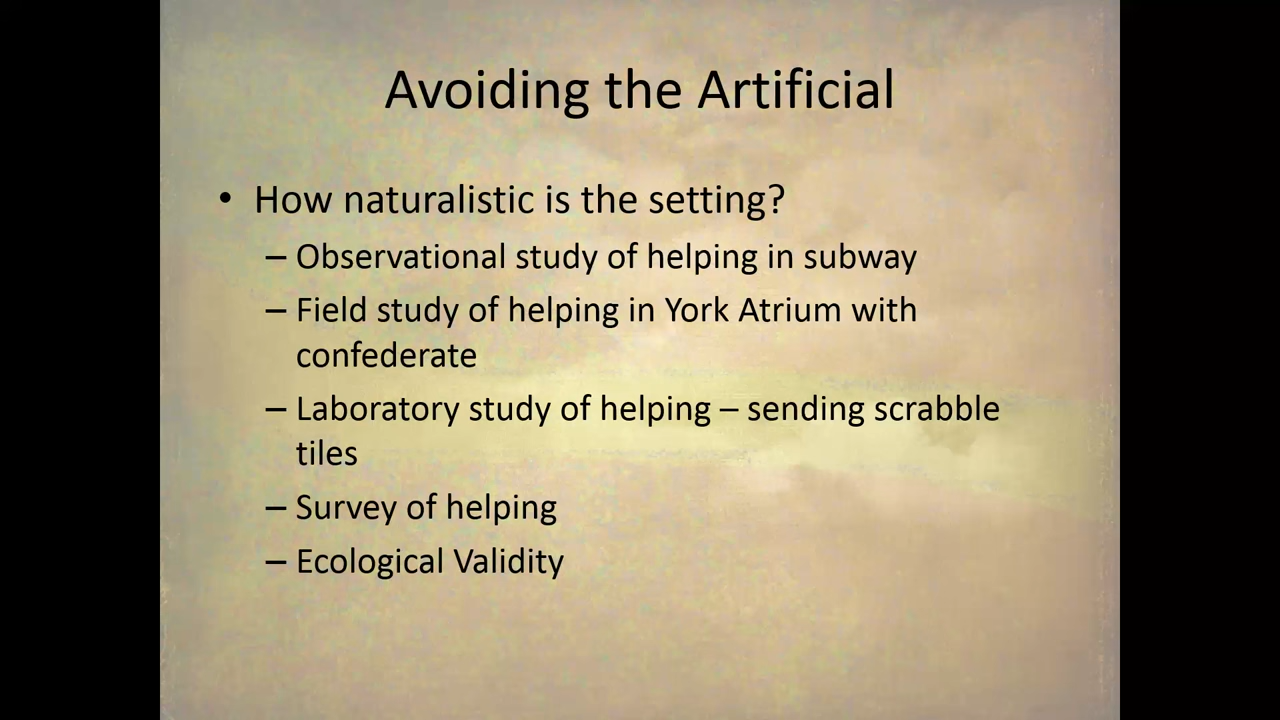 Avoiding the Artificial
• How naturalistic is the setting?
– Observational study of helping in subway
– Field study of helping in York Atrium with
confederate
– Laboratory study of helping – sending scrabble
tiles
– Survey of helping
– Ecological Validity